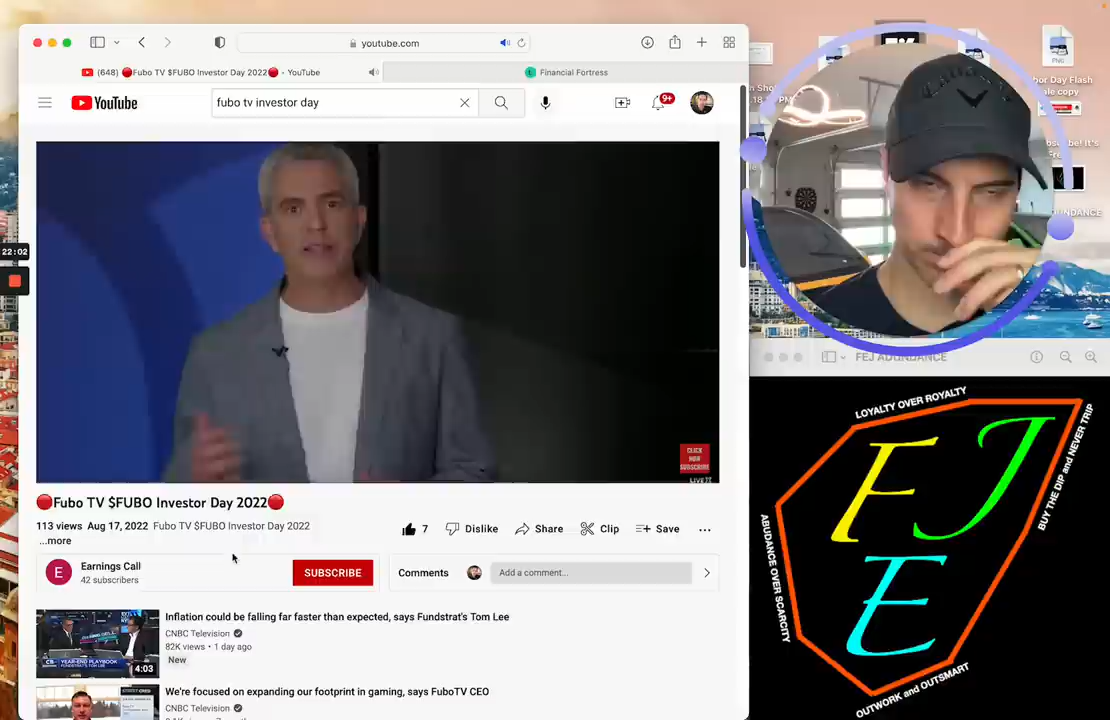 youtube.com
(648) 🔴Fubo TV $FUBO Investor Day 2022🔴 - YouTube
Financial Fortress
YouTube
fubo tv investor day
9+
22:02
CLICK
AND
SUBSCRIBE
🔴Fubo TV $FUBO Investor Day 2022🔴
113 views Aug 17, 2022 Fubo TV $FUBO Investor Day 2022
...more
7
Dislike
Share
Clip
Save
E
Earnings Call
42 subscribers
SUBSCRIBE
Comments
Add a comment...
Inflation could be falling far faster than expected, says Fundstrat's Tom Lee
CNBC Television
82K views • 1 day ago
New
4:03
We're focused on expanding our footprint in gaming, says FuboTV CEO
CNBC Television
PNG
FEJ ABUNDANCE
LOYALTY OVER ROYALTY
BUY THE DIP and NEVER TRIP
ABUDANCE OVER SCARCITY
OUTWORK and OUTSMART
F J
E